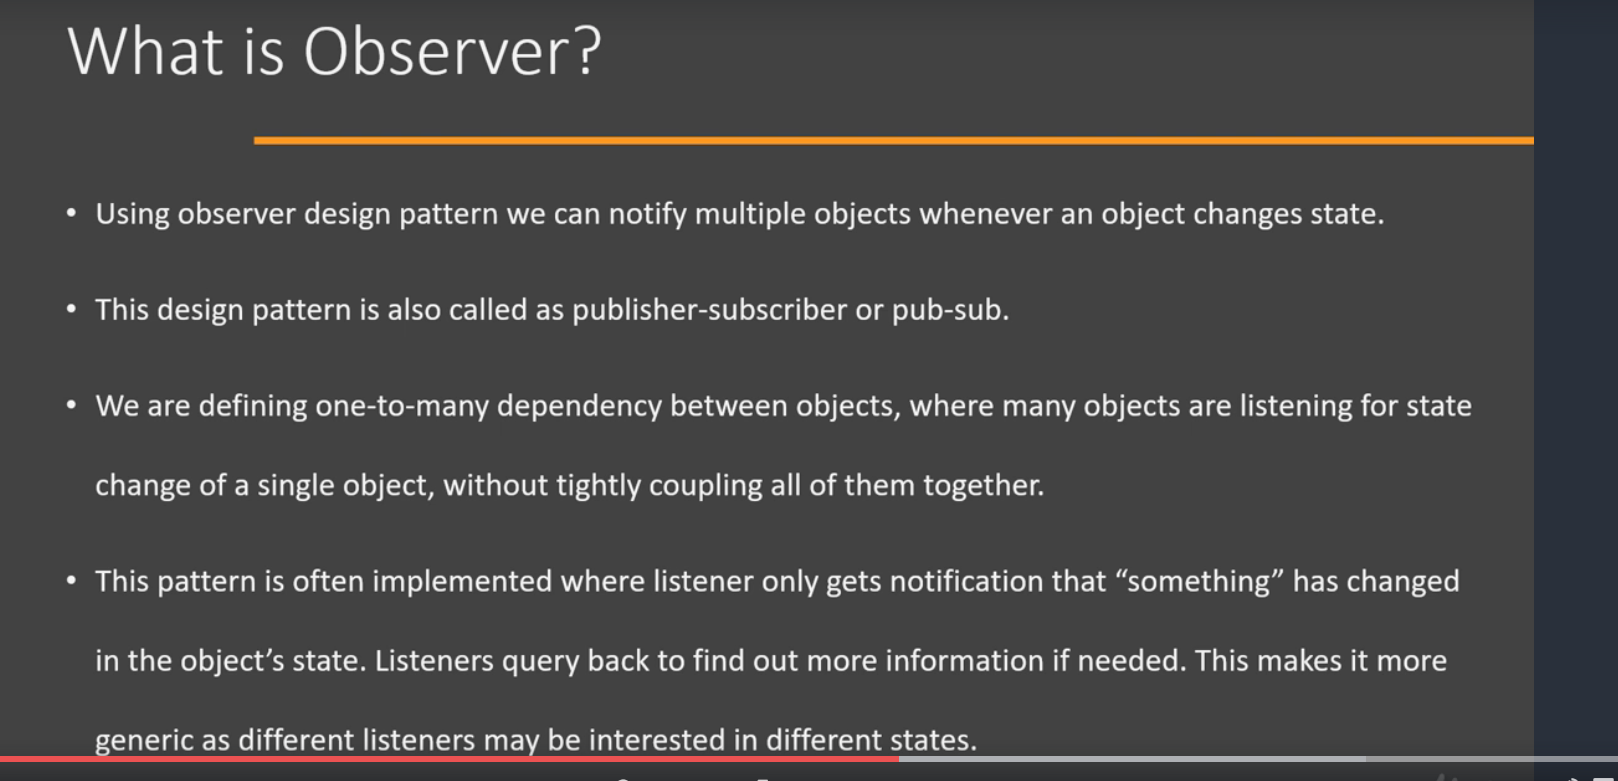 What is Observer?
• Using observer design pattern we can notify multiple objects whenever an object changes state.
• This design pattern is also called as publisher-subscriber or pub-sub.
• We are defining one-to-many dependency between objects, where many objects are listening for state
change of a single object, without tightly coupling all of them together.
• This pattern is often implemented where listener only gets notification that “something” has changed
in the object’s state. Listeners query back to find out more information if needed. This makes it more
generic as different listeners may be interested in different states.